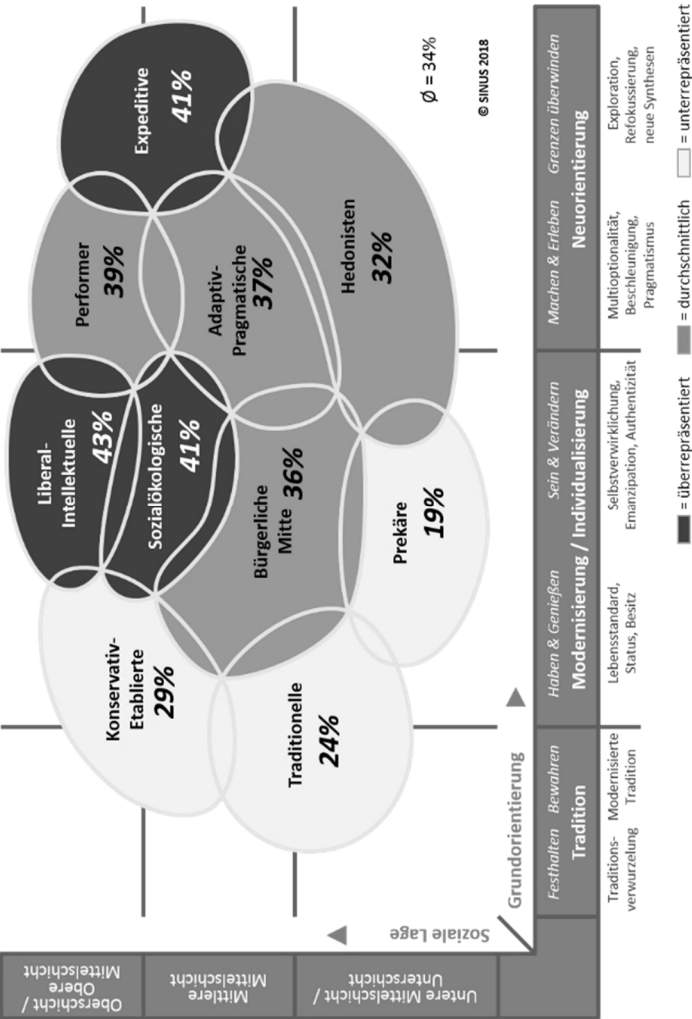 Oberschicht /
Obere
Mittelschicht
Mittlere
Mittelschicht
Untere Mittelschicht /
Unterschicht
Soziale Lage
Grundorientierung
Konservativ-
Etablierte
29%
Liberal-
Intellektuelle
43%
Performer
39%
Expeditive
41%
Sozialökologische
41%
Adaptiv-
Pragmatische
37%
Bürgerliche
Mitte 36%
Traditionelle
24%
Prekäre
19%
Hedonisten
32%
Ø = 34%
© SINUS 2018
Festhalten Bewahren
Tradition
Haben & Genießen Sein & Verändern
Modernisierung / Individualisierung
Machen & Erleben Grenzen überwinden
Neuorientierung
Traditions-
verwurzelung
Modernisierte
Tradition
Lebensstandard,
Status, Besitz
Selbstverwirklichung,
Emanzipation, Authentizität
Multioptionalität,
Beschleunigung,
Pragmatismus
Exploration,
Refokussierung,
neue Synthesen
= überrepräsentiert = durchschnittlich = unterrepräsentiert